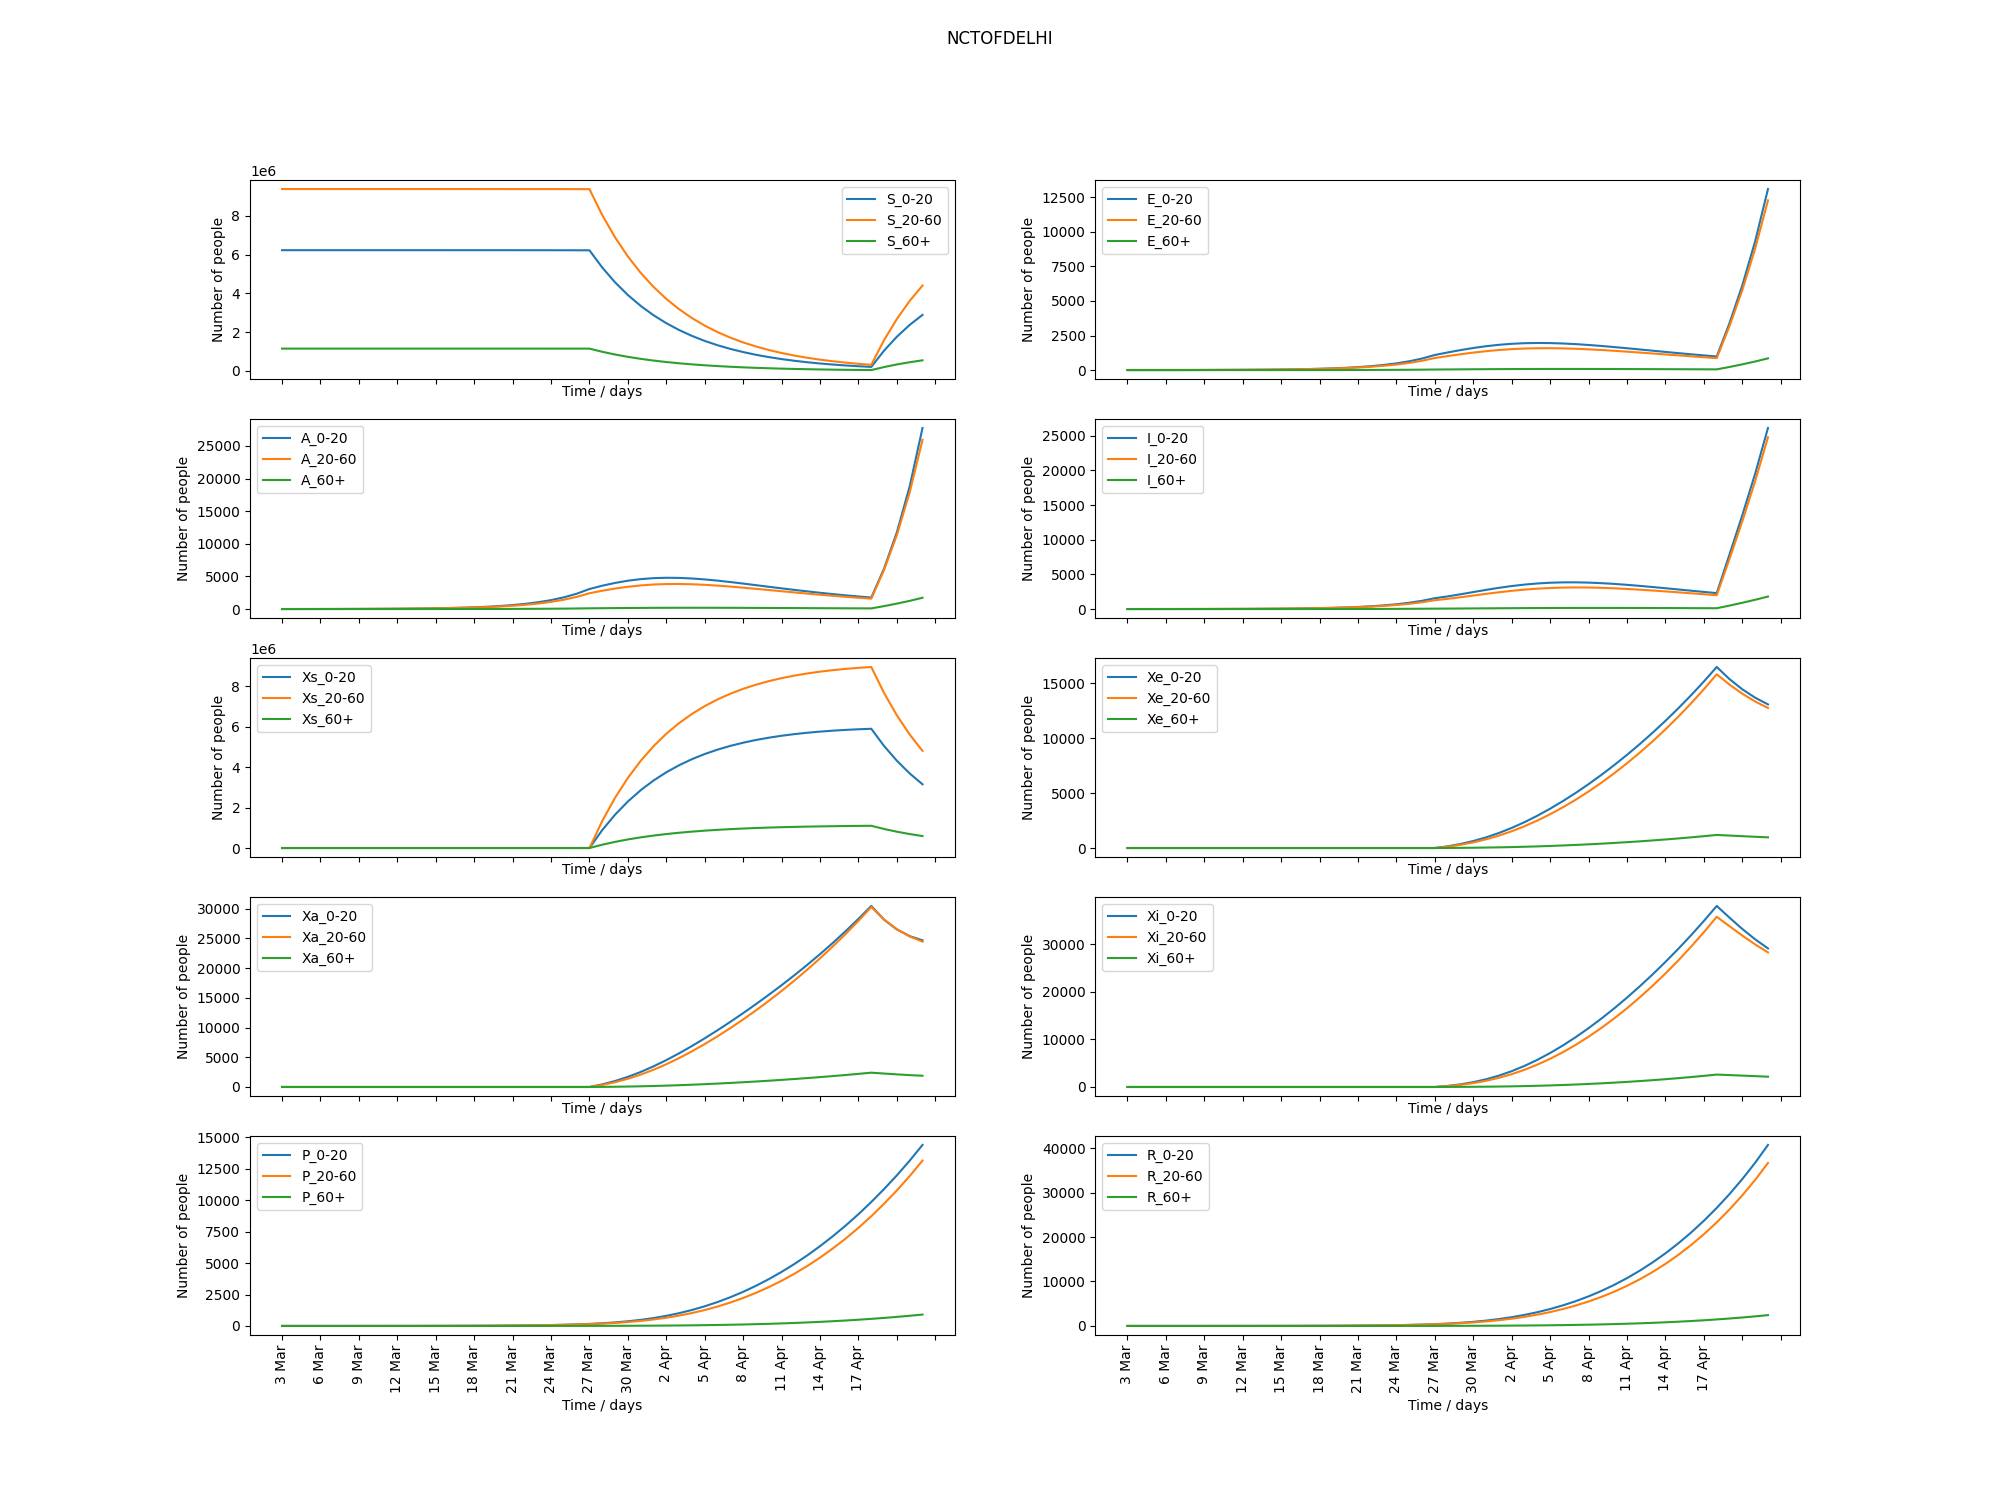 NCTOFDELHI
1e6
Number of people
8
6
4
2
0
S_0-20
S_20-60
S_60+
Time / days
Number of people
12500
10000
7500
5000
2500
0
E_0-20
E_20-60
E_60+
Time / days
Number of people
25000
20000
15000
10000
5000
0
A_0-20
A_20-60
A_60+
Time / days
Number of people
25000
20000
15000
10000
5000
0
I_0-20
I_20-60
I_60+
Time / days
1e6
Number of people
8
6
4
2
0
Xs_0-20
Xs_20-60
Xs_60+
Time / days
Number of people
15000
10000
5000
0
Xe_0-20
Xe_20-60
Xe_60+
Time / days
Number of people
30000
25000
20000
15000
10000
5000
0
Xa_0-20
Xa_20-60
Xa_60+
Time / days
Number of people
30000
20000
10000
0
Xi_0-20
Xi_20-60
Xi_60+
Time / days
Number of people
15000
12500
10000
7500
5000
2500
0
P_0-20
P_20-60
P_60+
3 Mar
6 Mar
9 Mar
12 Mar
15 Mar
18 Mar
21 Mar
24 Mar
27 Mar
30 Mar
2 Apr
5 Apr
8 Apr
11 Apr
14 Apr
17 Apr
Time / days
Number of people
40000
30000
20000
10000
0
R_0-20
R_20-60
R_60+
3 Mar
6 Mar
9 Mar
12 Mar
15 Mar
18 Mar
21 Mar
24 Mar
27 Mar
30 Mar
2 Apr
5 Apr
8 Apr
11 Apr
14 Apr
17 Apr
Time / days